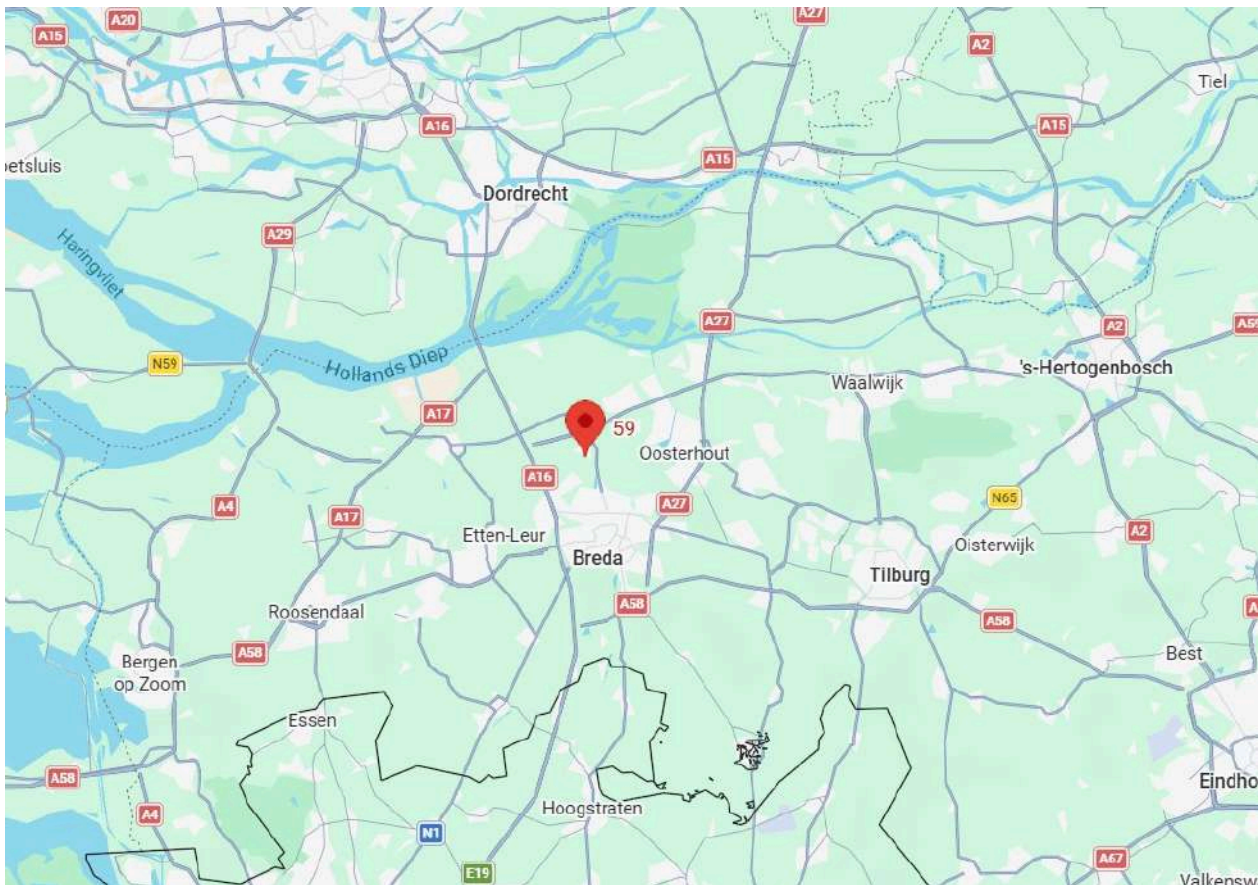 A20
A27
A15
A2
Tiel
A16
A15
A15
oetsluis
Dordrecht
A29
Haringvliet
A27
A2
A59
N59
Hollands Diep
's-Hertogenbosch
Waalwijk
A17
59
Oosterhout
A16
A27
N65
A4
A17
A2
Etten-Leur
Oisterwijk
Breda
Tilburg
A58
Roosendaal
A58
A58
Best
Bergen
op Zoom
Essen
A58
Eindho
A4
Hoogstraten
N1
A67
E19
Valkensw